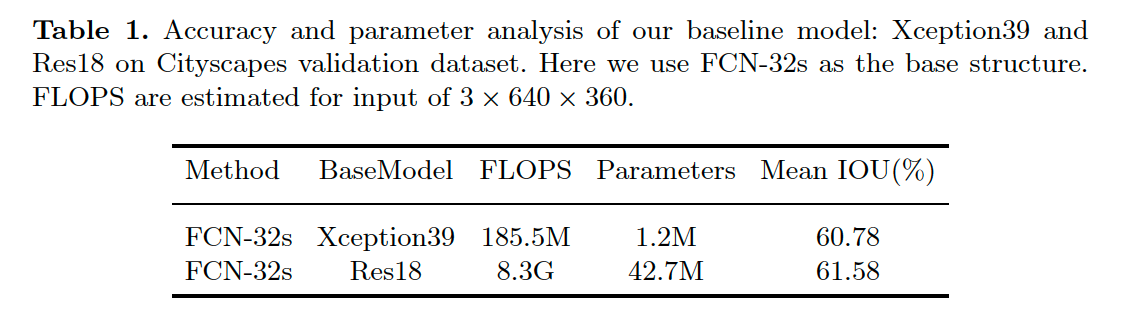 Table 1. Accuracy and parameter analysis of our baseline model: Xception39 and
Res18 on Cityscapes validation dataset. Here we use FCN-32s as the base structure.
FLOPS are estimated for input of 3 × 640 × 360.
Method BaseModel FLOPS Parameters Mean IOU(%)
FCN-32s Xception39 185.5M 1.2M 60.78
FCN-32s Res18 8.3G 42.7M 61.58